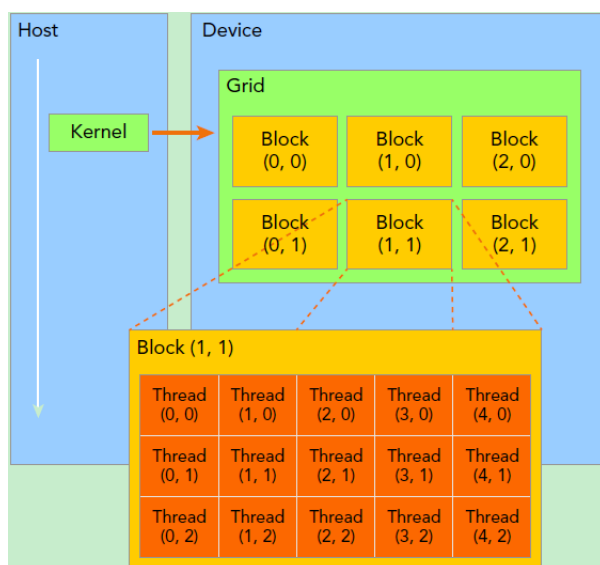 Host
Device
Grid
Kernel
Block
(0, 0)
Block
(1, 0)
Block
(2, 0)
Block
(0, 1)
Block
(1, 1)
Block
(2, 1)
Block (1, 1)
Thread
(0, 0)
Thread
(1, 0)
Thread
(2, 0)
Thread
(3, 0)
Thread
(4, 0)
Thread
(0, 1)
Thread
(1, 1)
Thread
(2, 1)
Thread
(3, 1)
Thread
(4, 1)
Thread
(0, 2)
Thread
(1, 2)
Thread
(2, 2)
Thread
(3, 2)
Thread
(4, 2)